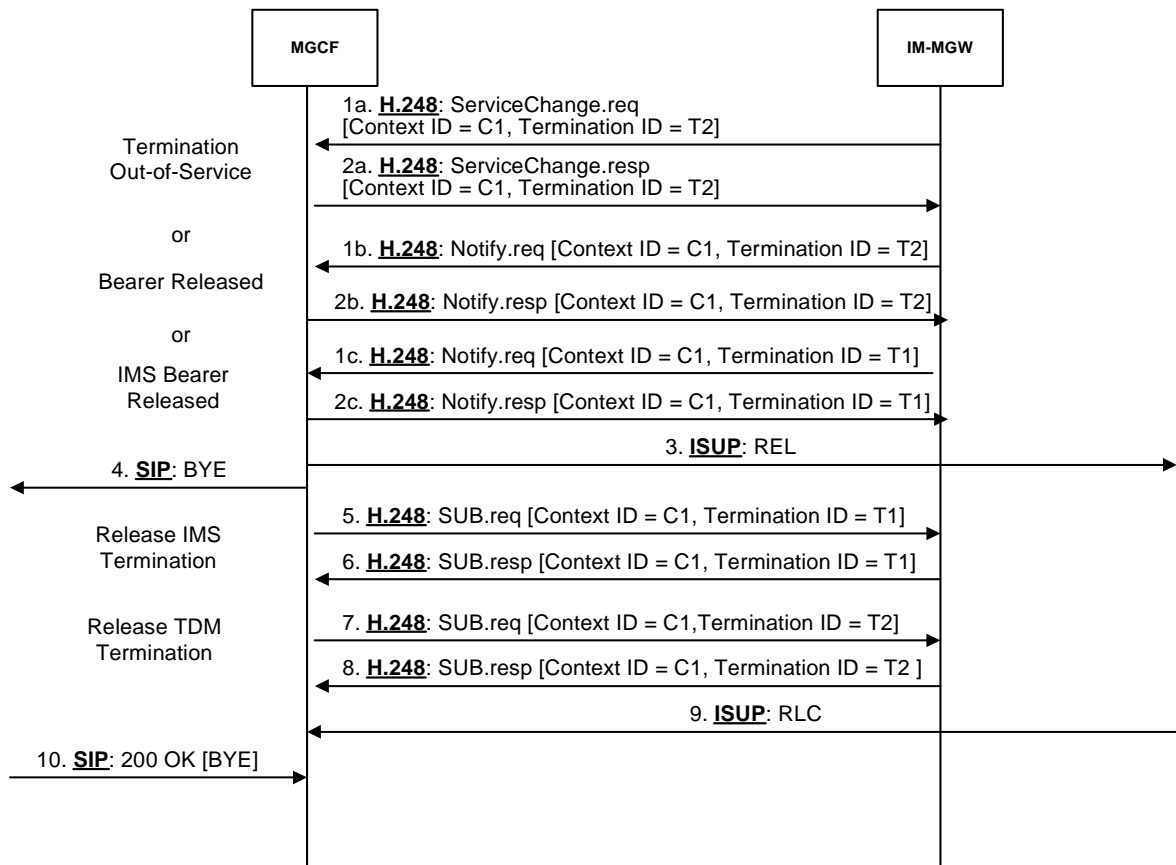 MGCF
IM-MGW
1a. H.248: ServiceChange.req
[Context ID = C1, Termination ID = T2]
Termination
Out-of-Service
2a. H.248: ServiceChange.resp
[Context ID = C1, Termination ID = T2]
or
1b. H.248: Notify.req [Context ID = C1, Termination ID = T2]
Bearer Released
2b. H.248: Notify.resp [Context ID = C1, Termination ID = T2]
or
1c. H.248: Notify.req [Context ID = C1, Termination ID = T1]
IMS Bearer
Released
2c. H.248: Notify.resp [Context ID = C1, Termination ID = T1]
3. ISUP: REL
4. SIP: BYE
5. H.248: SUB.req [Context ID = C1, Termination ID = T1]
Release IMS
Termination
6. H.248: SUB.resp [Context ID = C1, Termination ID = T1]
7. H.248: SUB.req [Context ID = C1,Termination ID = T2]
Release TDM
Termination
8. H.248: SUB.resp [Context ID = C1, Termination ID = T2 ]
9. ISUP: RLC
10. SIP: 200 OK [BYE]